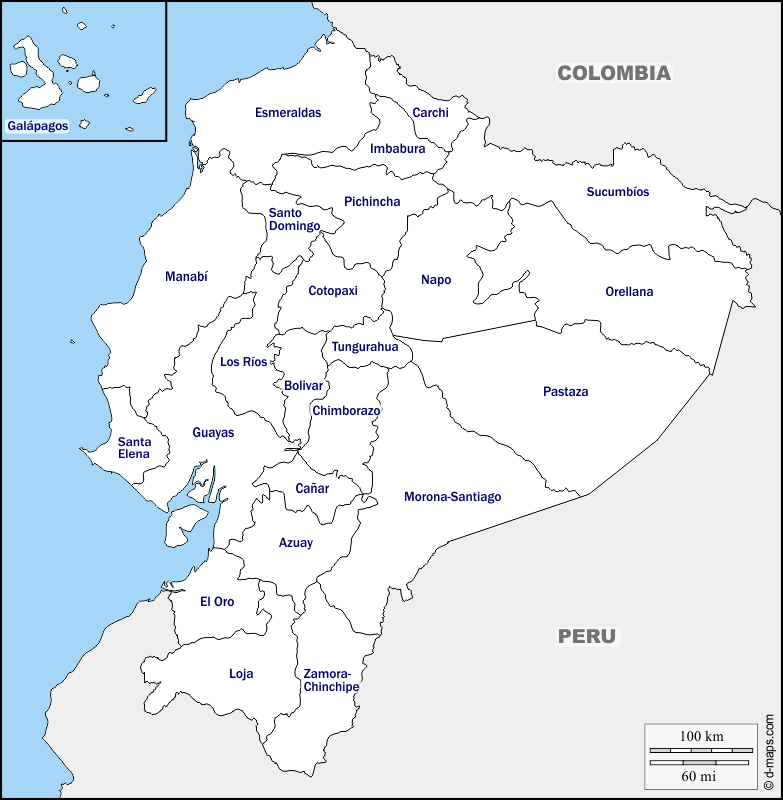 COLOMBIA
Galápagos
Esmeraldas
Carchi
Imbabura
Sucumbíos
Pichincha
Santo
Domingo
Manabí
Cotopaxi
Napo
Orellana
Tungurahua
Los Ríos
Bolivar
Chimborazo
Pastaza
Guayas
Santa
Elena
Cañar
Morona-Santiago
Azuay
El Oro
PERU
Loja
Zamora-
Chinchipe
100 km
60 mi
© d-maps.com